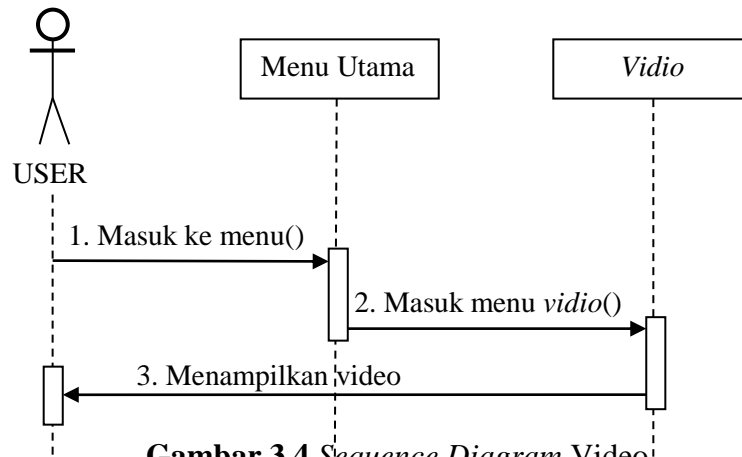 Menu Utama
Vidio
USER
1. Masuk ke menu()
2. Masuk menu vidio()
3. Menampilkan video
Gambar 3.4 Sequence Diagram Video